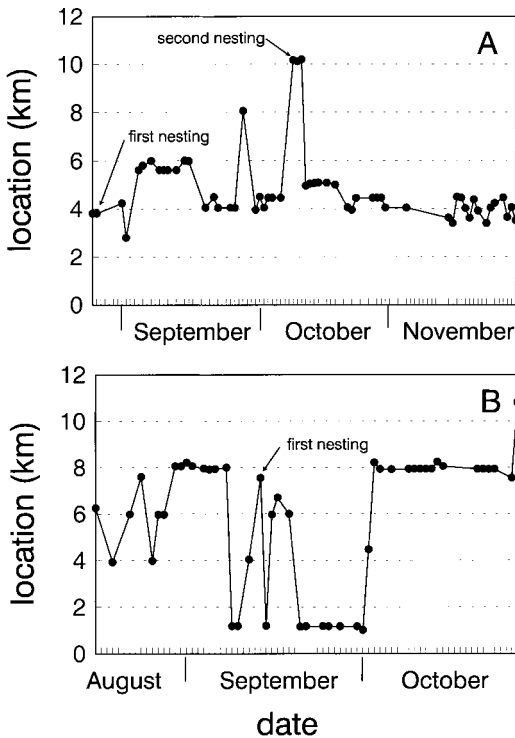 12
10
8
6
4
2
0
location (km)
A
second nesting
first nesting
September
October
November
12
10
8
6
4
2
0
location (km)
B
first nesting
August
September
October
date